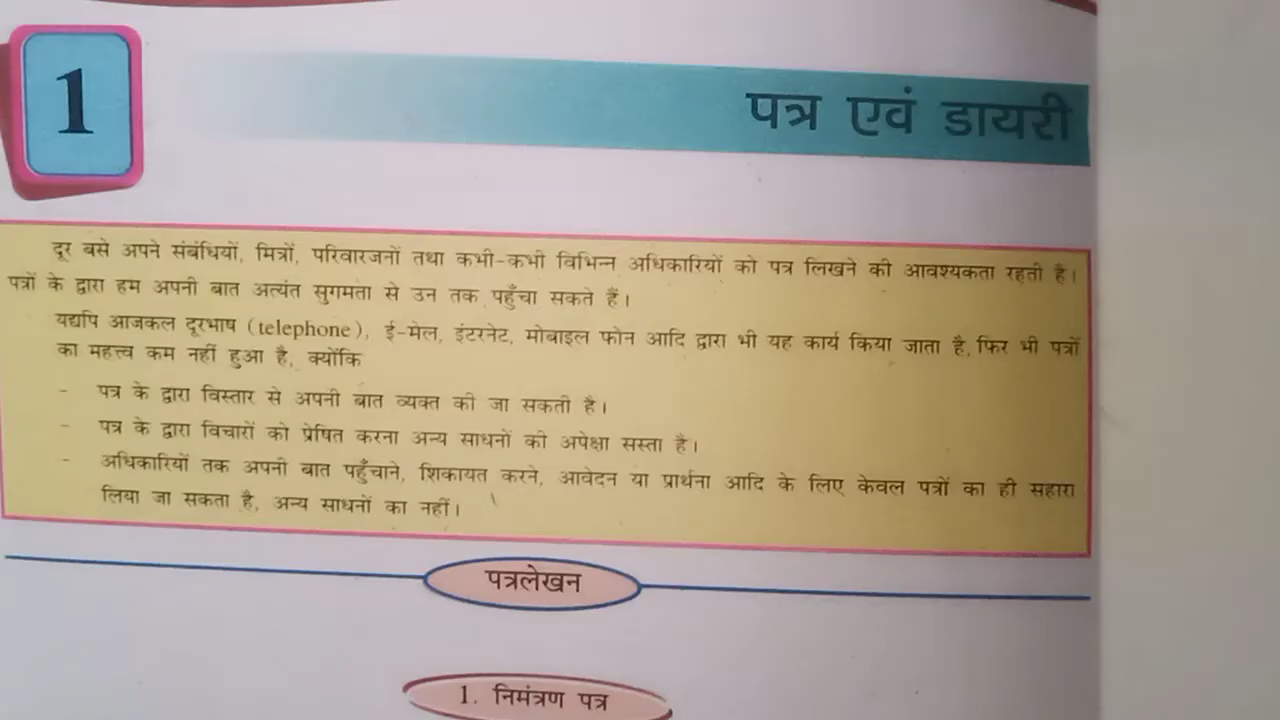 1
पत्र एवं डायरी
दूर बसे अपने संबंधियों, मित्रों, परिवारजनों तथा कभी-कभी विभिन्न अधिकारियों को पत्र लिखने की आवश्यकता रहती है।
पत्रों के द्वारा हम अपनी बात अत्यंत सुगमता से उन तक पहुँचा सकते हैं।
यद्यपि आजकल दूरभाष (telephone), ई-मेल, इंटरनेट, मोबाइल फोन आदि द्वारा भी यह कार्य किया जाता है, फिर भी पत्रों
का महत्त्व कम नहीं हुआ है, क्योंकि
- पत्र के द्वारा विस्तार से अपनी बात व्यक्त की जा सकती है।
- पत्र के द्वारा विचारों को प्रेषित करना अन्य साधनों की अपेक्षा सस्ता है।
- अधिकारियों तक अपनी बात पहुँचाने, शिकायत करने, आवेदन या प्रार्थना आदि के लिए केवल पत्रों का ही सहारा
लिया जा सकता है, अन्य साधनों का नहीं।
पत्रलेखन
1. निमंत्रण पत्र